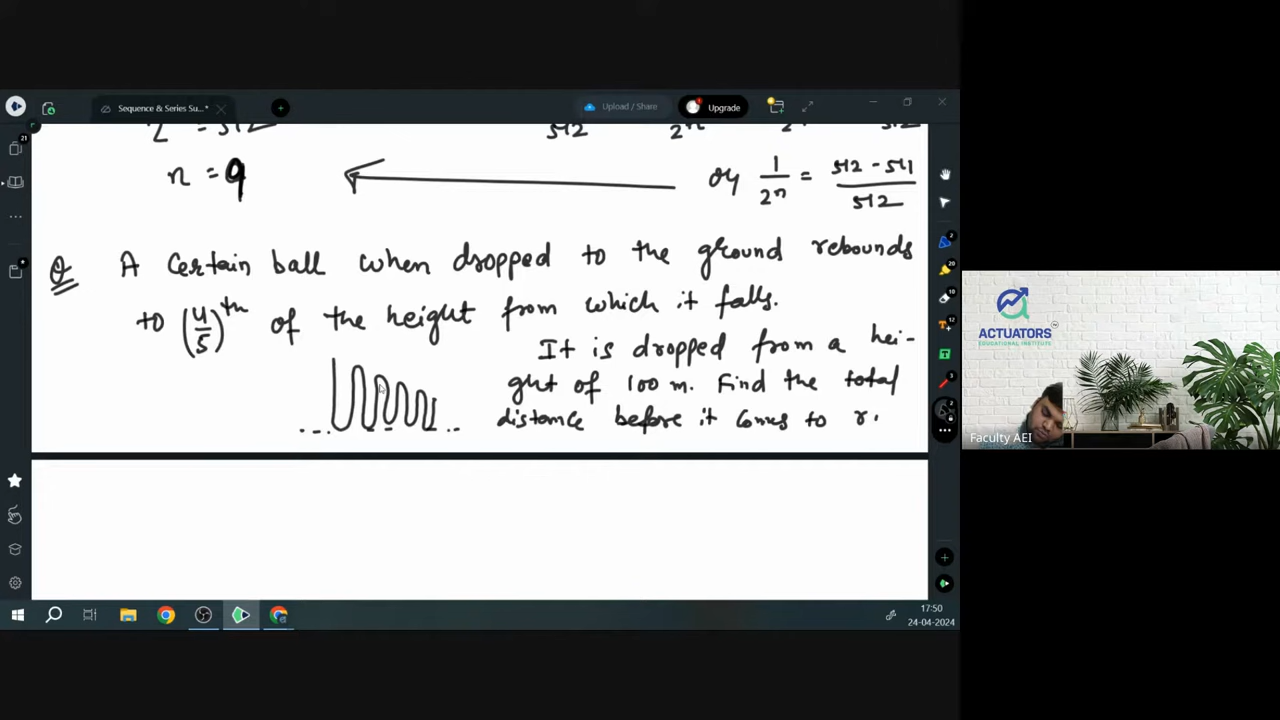 Sequence & Series Su...*
Upload / Share
Upgrade
n = 9
or 1/2ⁿ = (512 - 511)/512
Q A certain ball when dropped to the ground rebounds
to (4/5)th of the height from which it falls.
It is dropped from a hei-
ght of 100 m. Find the total
distance before it comes to r.
ACTUATORS
EDUCATIONAL INSTITUTE
Faculty AEI
17:50
24-04-2024